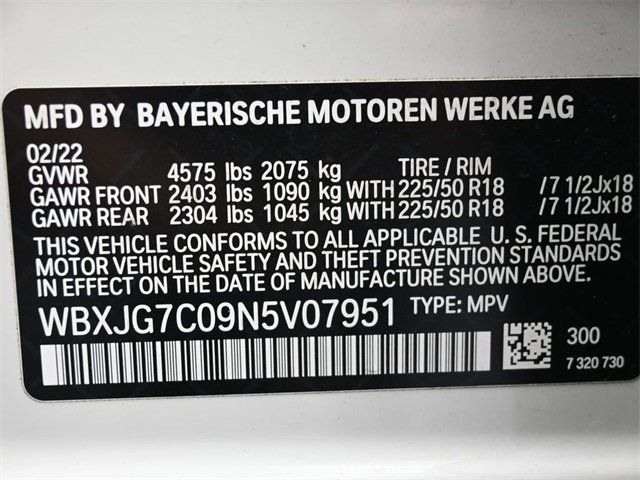 MFD BY BAYERISCHE MOTOREN WERKE AG
02/22
GVWR 4575 lbs 2075 kg TIRE / RIM
GAWR FRONT 2403 lbs 1090 kg WITH 225/50 R18 /7 1/2Jx18
GAWR REAR 2304 lbs 1045 kg WITH 225/50 R18 /7 1/2Jx18
THIS VEHICLE CONFORMS TO ALL APPLICABLE U. S. FEDERAL
MOTOR VEHICLE SAFETY AND THEFT PREVENTION STANDARDS
IN EFFECT ON THE DATE OF MANUFACTURE SHOWN ABOVE.
WBXJG7C09N5V07951 TYPE: MPV
300
7 320 730